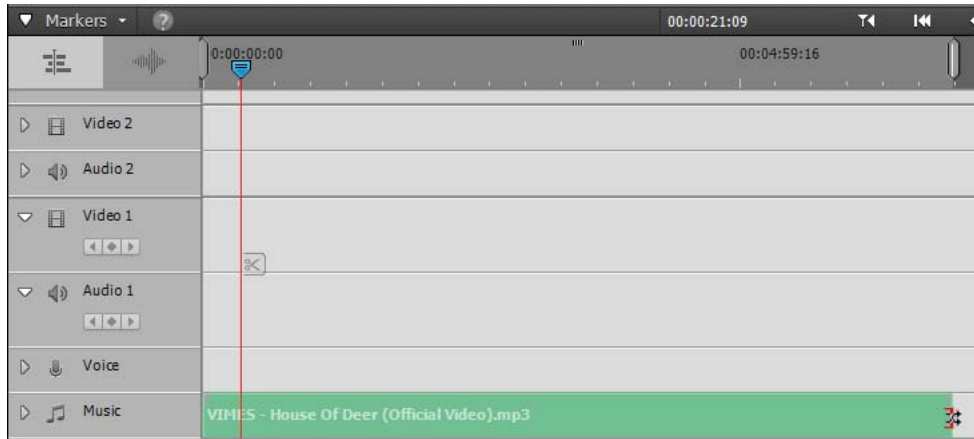 Markers ?
00:00:21:09
0:00:00:00
00:04:59:16
Video 2
Audio 2
Video 1
Audio 1
Voice
Music
VIMES - House Of Deer (Official Video).mp3